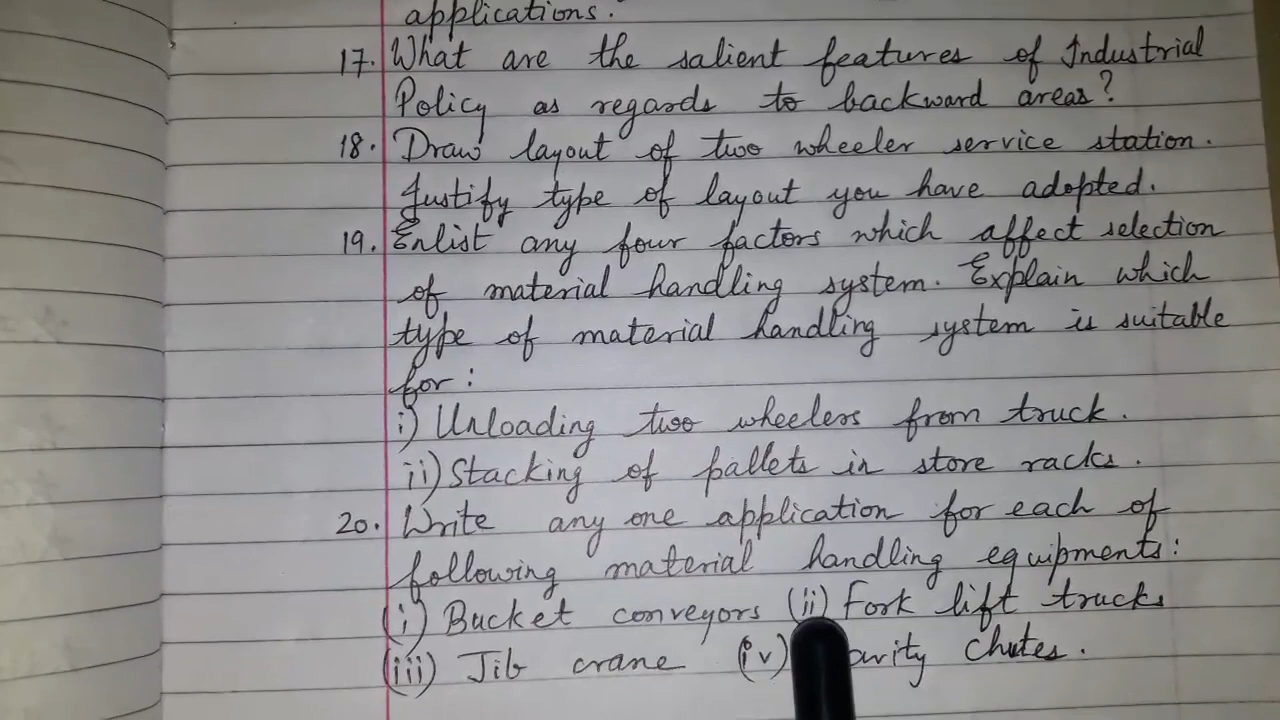 applications.
17. What are the salient features of Industrial
Policy as regards to backward areas?
18. Draw layout of two wheeler service station.
Justify type of layout you have adopted.
19. Enlist any four factors which affect selection
of material handling system. Explain which
type of material handling system is suitable
for:
i) Unloading two wheelers from truck.
ii) Stacking of pallets in store racks.
20. Write any one application for each of
following material handling equipments:
(i) Bucket conveyors (ii) Fork lift trucks
(iii) Jib crane (iv) avity Chutes.